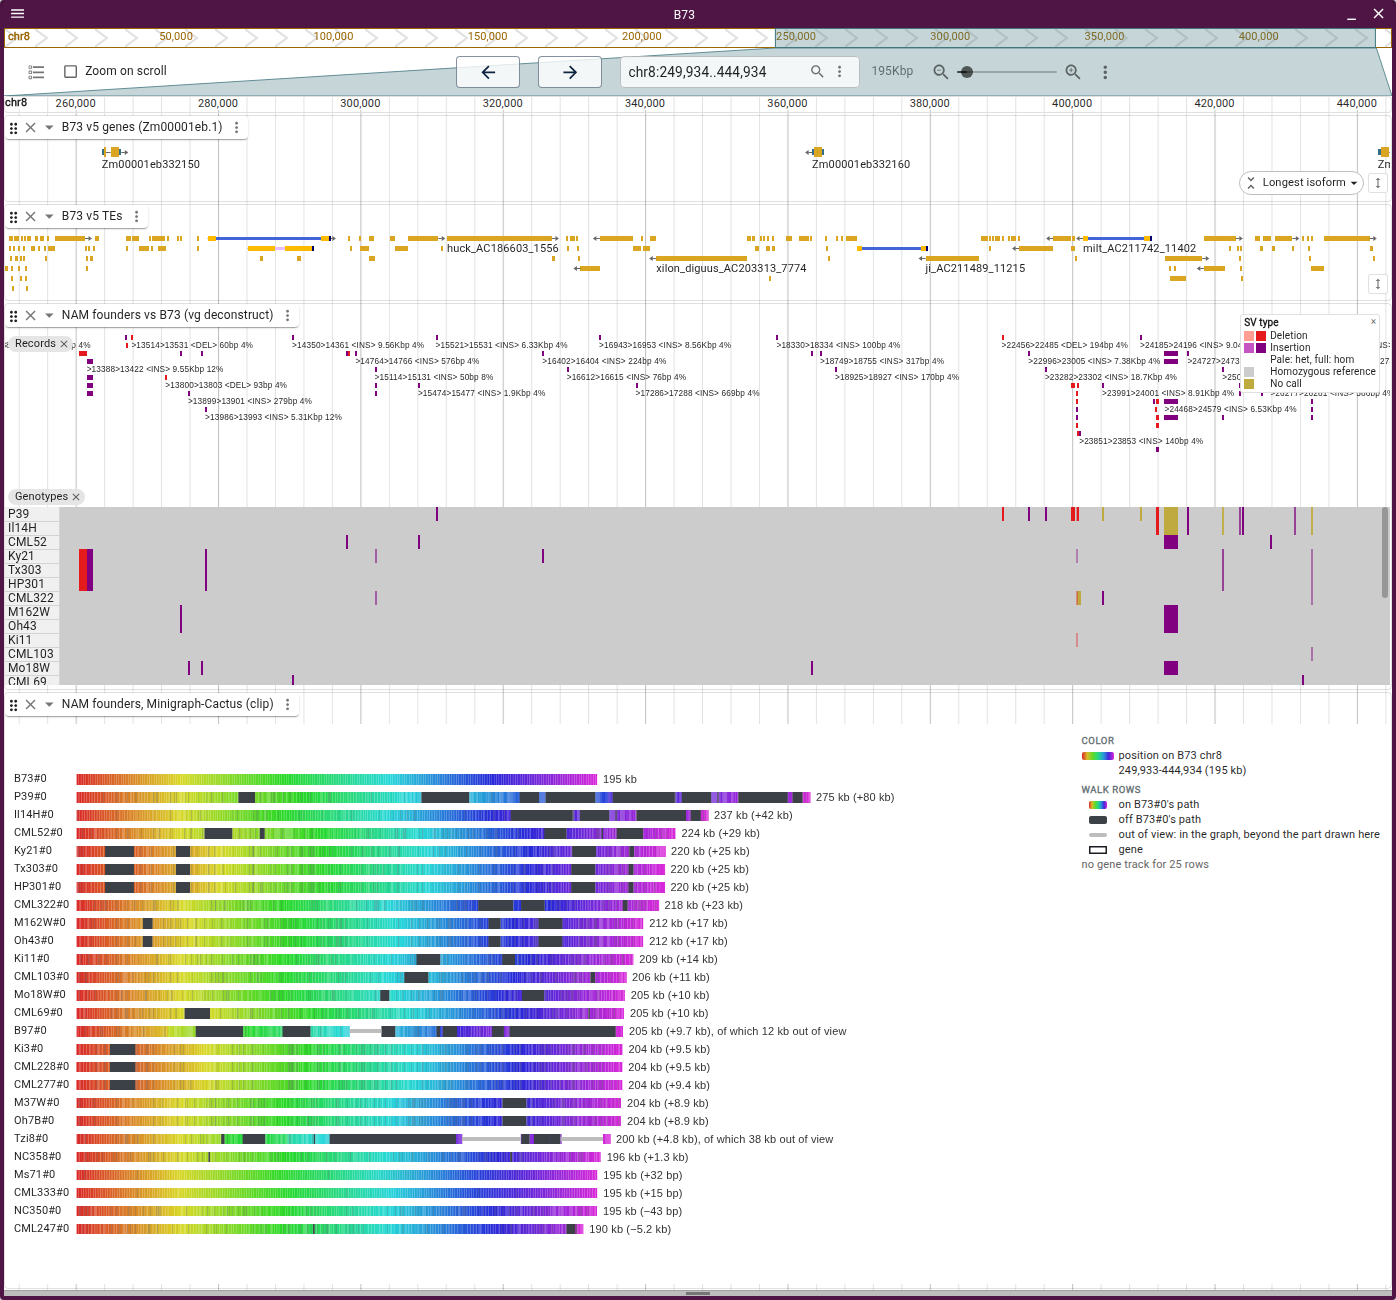 B73
chr8 50,000 100,000 150,000 200,000 250,000 300,000 350,000 400,000
Zoom on scroll chr8:249,934..444,934 195Kbp
chr8 260,000 280,000 300,000 320,000 340,000 360,000 380,000 400,000 420,000 440,000
B73 v5 genes (Zm00001eb.1)
Zm00001eb332150 Zm00001eb332160 Zm
Longest isoform
B73 v5 TEs
huck_AC186603_1556 milt_AC211742_11402
xilon_diguus_AC203313_7774 ji_AC211489_11215
NAM founders vs B73 (vg deconstruct)
SV type
Deletion
Insertion
Pale: het, full: hom
Homozygous reference
No call
Records
p 4% >13514>13531 <DEL> 60bp 4% >14350>14361 <INS> 9.56Kbp 4% >15521>15531 <INS> 6.33Kbp 4% >16943>16953 <INS> 8.56Kbp 4% >18330>18334 <INS> 100bp 4% >22456>22485 <DEL> 194bp 4% >24185>24196 <INS> 9.04
>14764>14766 <INS> 576bp 4% >16402>16404 <INS> 224bp 4% >18749>18755 <INS> 317bp 4% >22996>23005 <INS> 7.38Kbp 4% >24727>2473
>13388>13422 <INS> 9.55Kbp 12% >15114>15131 <INS> 50bp 8% >16612>16615 <INS> 76bp 4% >18925>18927 <INS> 170bp 4% >23282>23302 <INS> 18.7Kbp 4% >250
>13800>13803 <DEL> 93bp 4% >15474>15477 <INS> 1.9Kbp 4% >17286>17288 <INS> 669bp 4% >23991>24001 <INS> 8.91Kbp 4%
>13899>13901 <INS> 279bp 4%
>13986>13993 <INS> 5.31Kbp 12% >24468>24579 <INS> 6.53Kbp 4%
>23851>23853 <INS> 140bp 4%
Genotypes
P39
Il14H
CML52
Ky21
Tx303
HP301
CML322
M162W
Oh43
Ki11
CML103
Mo18W
CML69
NAM founders, Minigraph-Cactus (clip)
COLOR
position on B73 chr8
249,933-444,934 (195 kb)
WALK ROWS
on B73#0's path
off B73#0's path
out of view: in the graph, beyond the part drawn here
gene
no gene track for 25 rows
B73#0 195 kb
P39#0 275 kb (+80 kb)
Il14H#0 237 kb (+42 kb)
CML52#0 224 kb (+29 kb)
Ky21#0 220 kb (+25 kb)
Tx303#0 220 kb (+25 kb)
HP301#0 220 kb (+25 kb)
CML322#0 218 kb (+23 kb)
M162W#0 212 kb (+17 kb)
Oh43#0 212 kb (+17 kb)
Ki11#0 209 kb (+14 kb)
CML103#0 206 kb (+11 kb)
Mo18W#0 205 kb (+10 kb)
CML69#0 205 kb (+10 kb)
B97#0 205 kb (+9.7 kb), of which 12 kb out of view
Ki3#0 204 kb (+9.5 kb)
CML228#0 204 kb (+9.5 kb)
CML277#0 204 kb (+9.4 kb)
M37W#0 204 kb (+8.9 kb)
Oh7B#0 204 kb (+8.9 kb)
Tzi8#0 200 kb (+4.8 kb), of which 38 kb out of view
NC358#0 196 kb (+1.3 kb)
Ms71#0 195 kb (+32 bp)
CML333#0 195 kb (+15 bp)
NC350#0 195 kb (−43 bp)
CML247#0 190 kb (−5.2 kb)